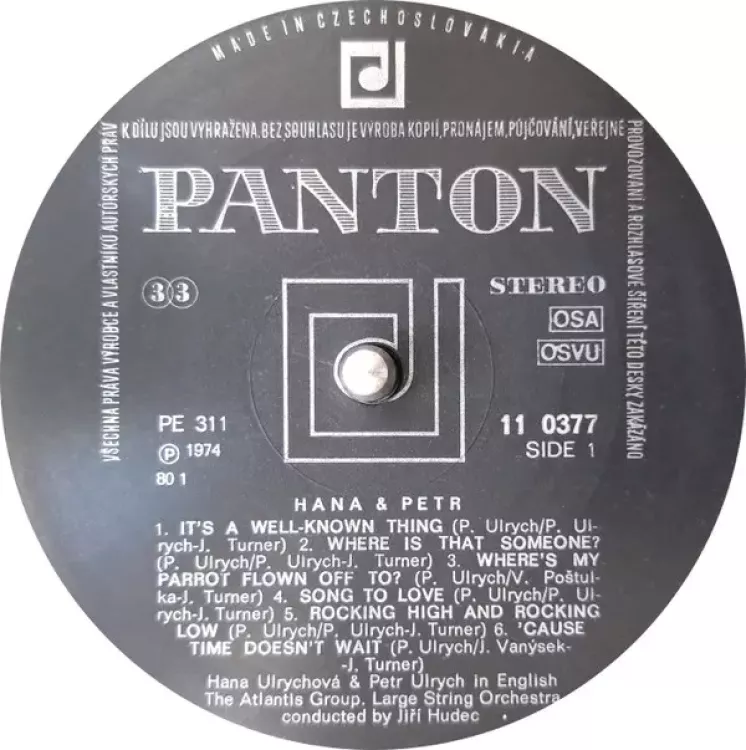 MADE IN CZECHOSLOVAKIA
VŠECHNA PRÁVA VÝROBCE A VLASTNÍKŮ AUTORSKÝCH PRÁV
K DÍLU JSOU VYHRAŽENA. BEZ SOUHLASU JE VÝROBA KOPIÍ, PRONÁJEM, PŮJČOVÁNÍ, VEŘEJNÉ
PROVOZOVÁNÍ A ROZHLASOVÉ ŠÍŘENÍ TÉTO DESKY ZAKÁZÁNO
PANTON
33
STEREO
OSA
OSVU
PE 311
11 0377
Ⓟ 1974
SIDE 1
80 1
HANA & PETR
1. IT'S A WELL-KNOWN THING (P. Ulrych/P. Ul-
rych-J. Turner) 2. WHERE IS THAT SOMEONE?
(P. Ulrych/P. Ulrych-J. Turner) 3. WHERE'S MY
PARROT FLOWN OFF TO? (P. Ulrych/V. Poštul-
ka-J. Turner) 4. SONG TO LOVE (P. Ulrych/P. Ul-
rych-J. Turner) 5. ROCKING HIGH AND ROCKING
LOW (P. Ulrych/P. Ulrych-J. Turner) 6. 'CAUSE
TIME DOESN'T WAIT (P. Ulrych/J. Vanýsek-
-J. Turner)
Hana Ulrychová & Petr Ulrych in English
The Atlantis Group. Large String Orchestra
conducted by Jiří Hudec